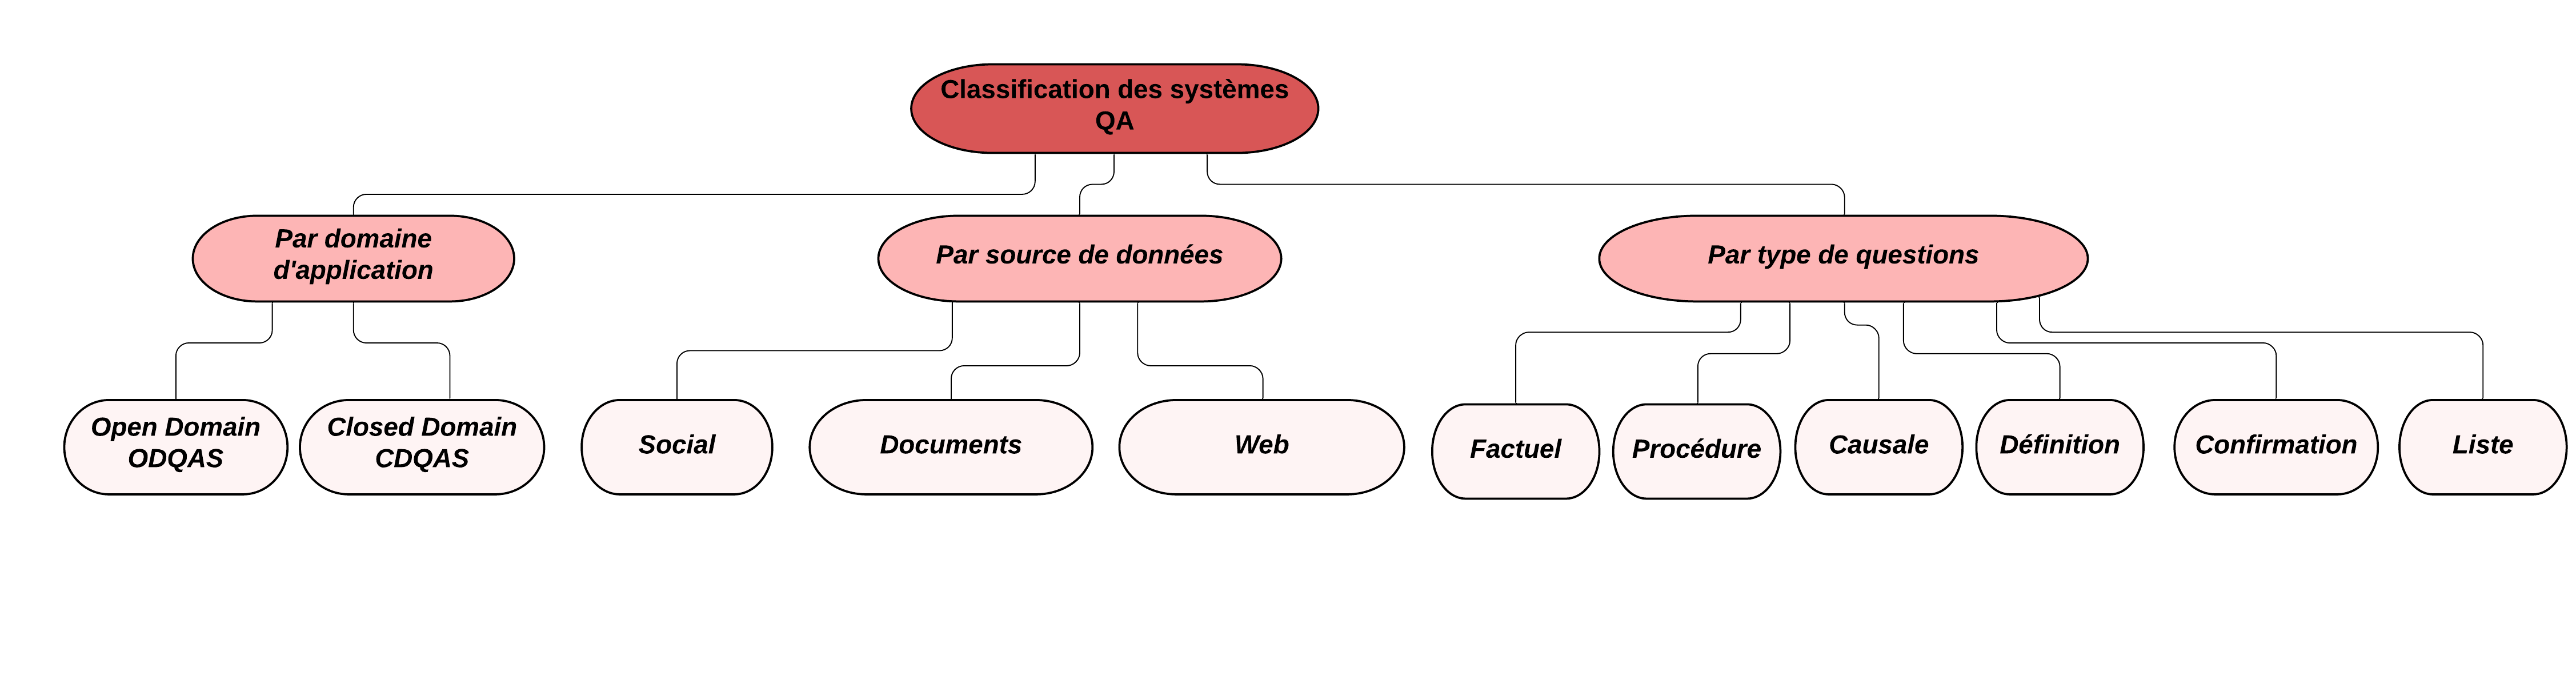 Classification des systèmes
QA
Par domaine
d'application
Par source de données
Par type de questions
Open Domain
ODQAS
Closed Domain
CDQAS
Social
Documents
Web
Factuel
Procédure
Causale
Définition
Confirmation
Liste